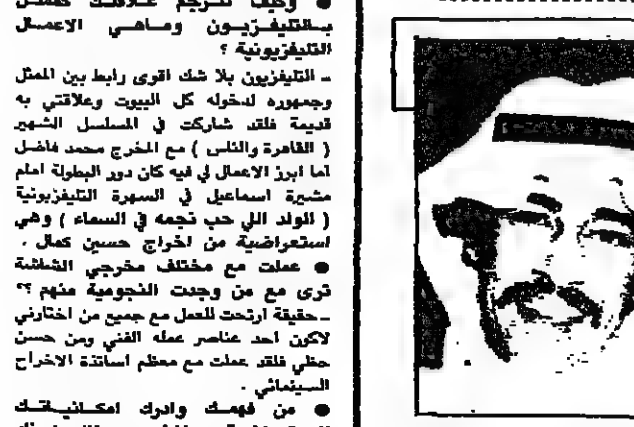 ● وكيف تترجم علاقتك كممثل
بالتليفزيون وماهي الاعمال
التليفزيونية ؟
ـ التليفزيون بلا شك اقوى رابط بين الممثل
وجمهوره لدخوله كل البيوت وعلاقتي به
قديمة فلقد شاركت في المسلسل الشهير
( القاهرة والناس ) مع المخرج محمد فاضل
اما ابرز الاعمال لي فيه كان دور البطولة امام
مشيرة اسماعيل في السهرة التليفزيونية
( الولد اللي حب نجمه في السماء ) وهي
استعراضية من اخراج حسين كمال .
● عملت مع مختلف مخرجي الشاشة
ترى مع من وجدت النجومية منهم ؟؟
ـ حقيقة ارتحت للعمل مع جميع من اختارني
لاكون احد عناصر عمله الفني ومن حسن
حظي فلقد عملت مع معظم اساتذة الاخراج
السينمائي .
● من فهمك وادرك امكانياتك